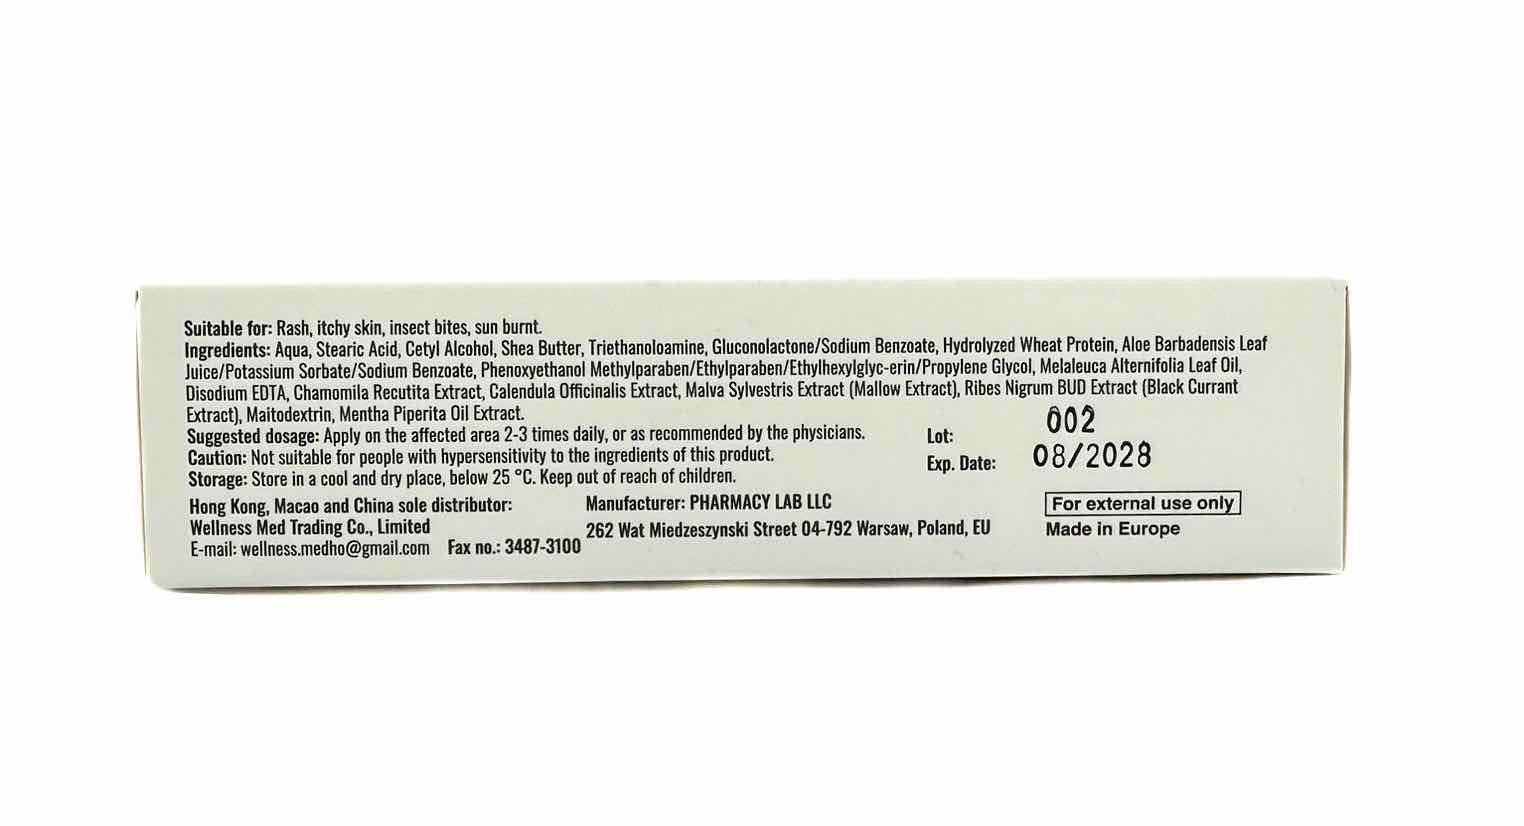 Suitable for: Rash, itchy skin, insect bites, sun burnt.
Ingredients: Aqua, Stearic Acid, Cetyl Alcohol, Shea Butter, Triethanoloamine, Gluconolactone/Sodium Benzoate, Hydrolyzed Wheat Protein, Aloe Barbadensis Leaf
Juice/Potassium Sorbate/Sodium Benzoate, Phenoxyethanol Methylparaben/Ethylparaben/Ethylhexylglyc-erin/Propylene Glycol, Melaleuca Alternifolia Leaf Oil,
Disodium EDTA, Chamomila Recutita Extract, Calendula Officinalis Extract, Malva Sylvestris Extract (Mallow Extract), Ribes Nigrum BUD Extract (Black Currant
Extract), Maitodextrin, Mentha Piperita Oil Extract.
Suggested dosage: Apply on the affected area 2-3 times daily, or as recommended by the physicians.
Caution: Not suitable for people with hypersensitivity to the ingredients of this product.
Storage: Store in a cool and dry place, below 25 °C. Keep out of reach of children.
Lot: 002
Exp. Date: 08/2028
Hong Kong, Macao and China sole distributor:
Wellness Med Trading Co., Limited
E-mail: wellness.medho@gmail.com Fax no.: 3487-3100
Manufacturer: PHARMACY LAB LLC
262 Wat Miedzeszynski Street 04-792 Warsaw, Poland, EU
For external use only
Made in Europe